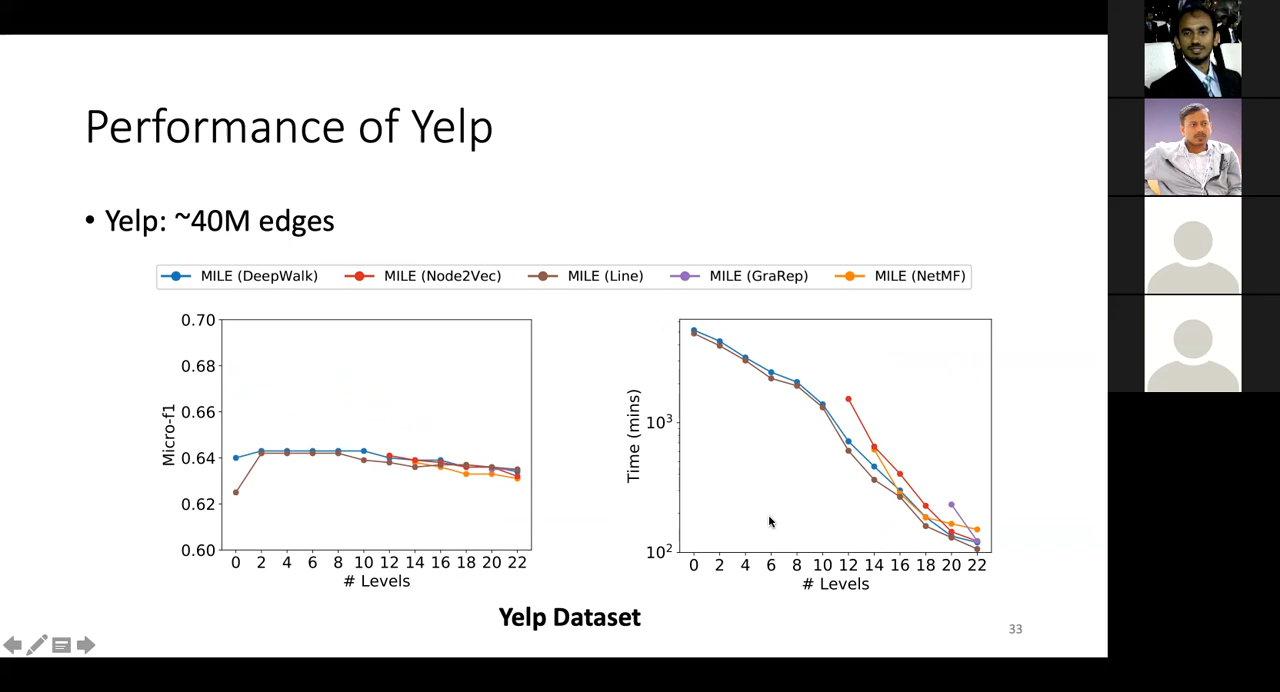 Performance of Yelp
• Yelp: ~40M edges
MILE (DeepWalk) MILE (Node2Vec) MILE (Line) MILE (GraRep) MILE (NetMF)
0.70
0.68
0.66
0.64
0.62
0.60
Micro-f1
0 2 4 6 8 10 12 14 16 18 20 22
# Levels
Time (mins)
10³
10²
0 2 4 6 8 10 12 14 16 18 20 22
# Levels
Yelp Dataset
33